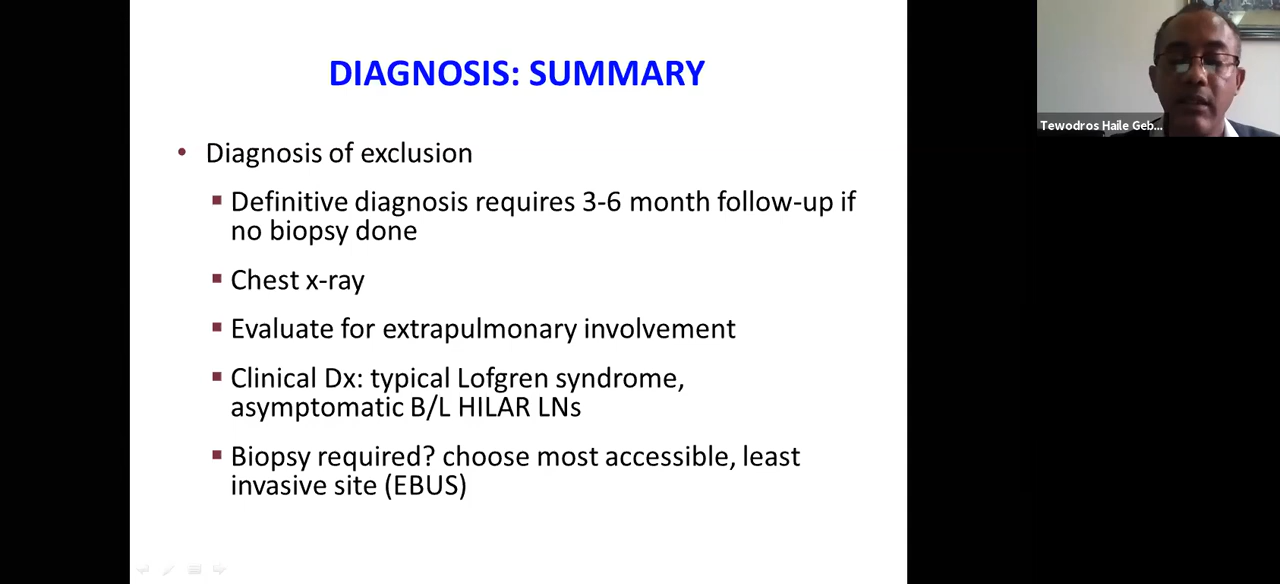 DIAGNOSIS: SUMMARY
• Diagnosis of exclusion
▪ Definitive diagnosis requires 3-6 month follow-up if
no biopsy done
▪ Chest x-ray
▪ Evaluate for extrapulmonary involvement
▪ Clinical Dx: typical Lofgren syndrome,
asymptomatic B/L HILAR LNs
▪ Biopsy required? choose most accessible, least
invasive site (EBUS)
Tewodros Haile Geb...